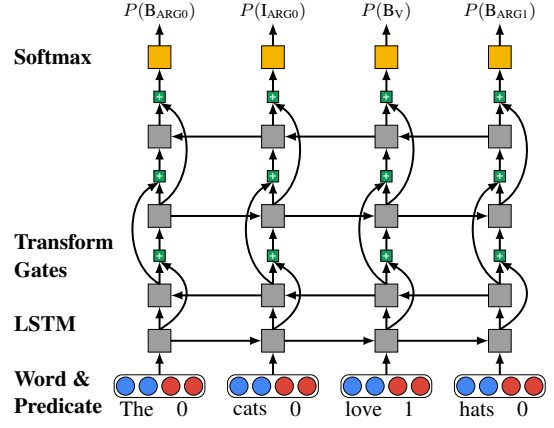 P(B_ARG0) P(I_ARG0) P(B_V) P(B_ARG1)
Softmax
+ + + +
+ + + +
Transform
Gates
+ + + +
LSTM
Word &
Predicate
The 0 cats 0 love 1 hats 0